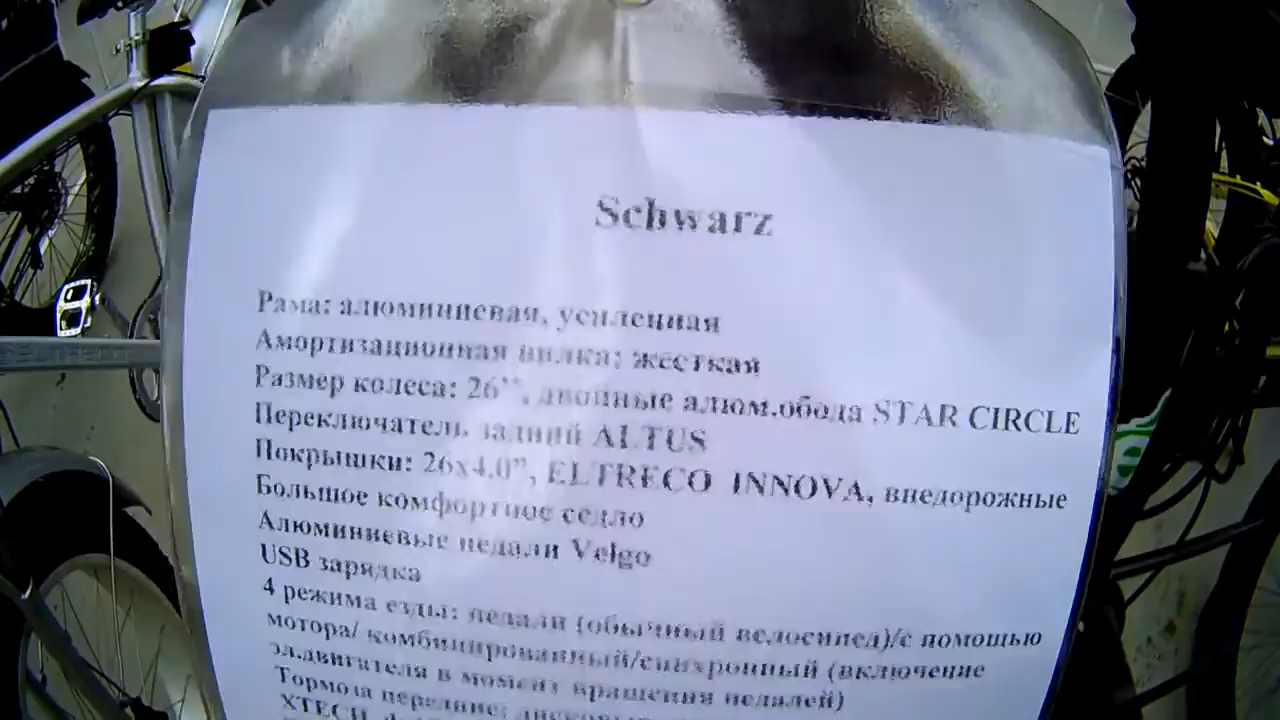 Schwarz
Рама: алюминиевая, усиленная
Амортизационная вилка: жесткая
Размер колеса: 26’’, двойные алюм.обода STAR CIRCLE
Переключатель задний ALTUS
Покрышки: 26x4.0”, ELTRECO INNOVA, внедорожные
Большое комфортное седло
Алюминиевые педали Velgo
USB зарядка
4 режима езды: педали (обычный велосипед)/с помощью
мотора/ комбинированный/синхронный (включение
эл.двигателя в момент вращения педалей)
Тормоза передние: дисковые
XTECH